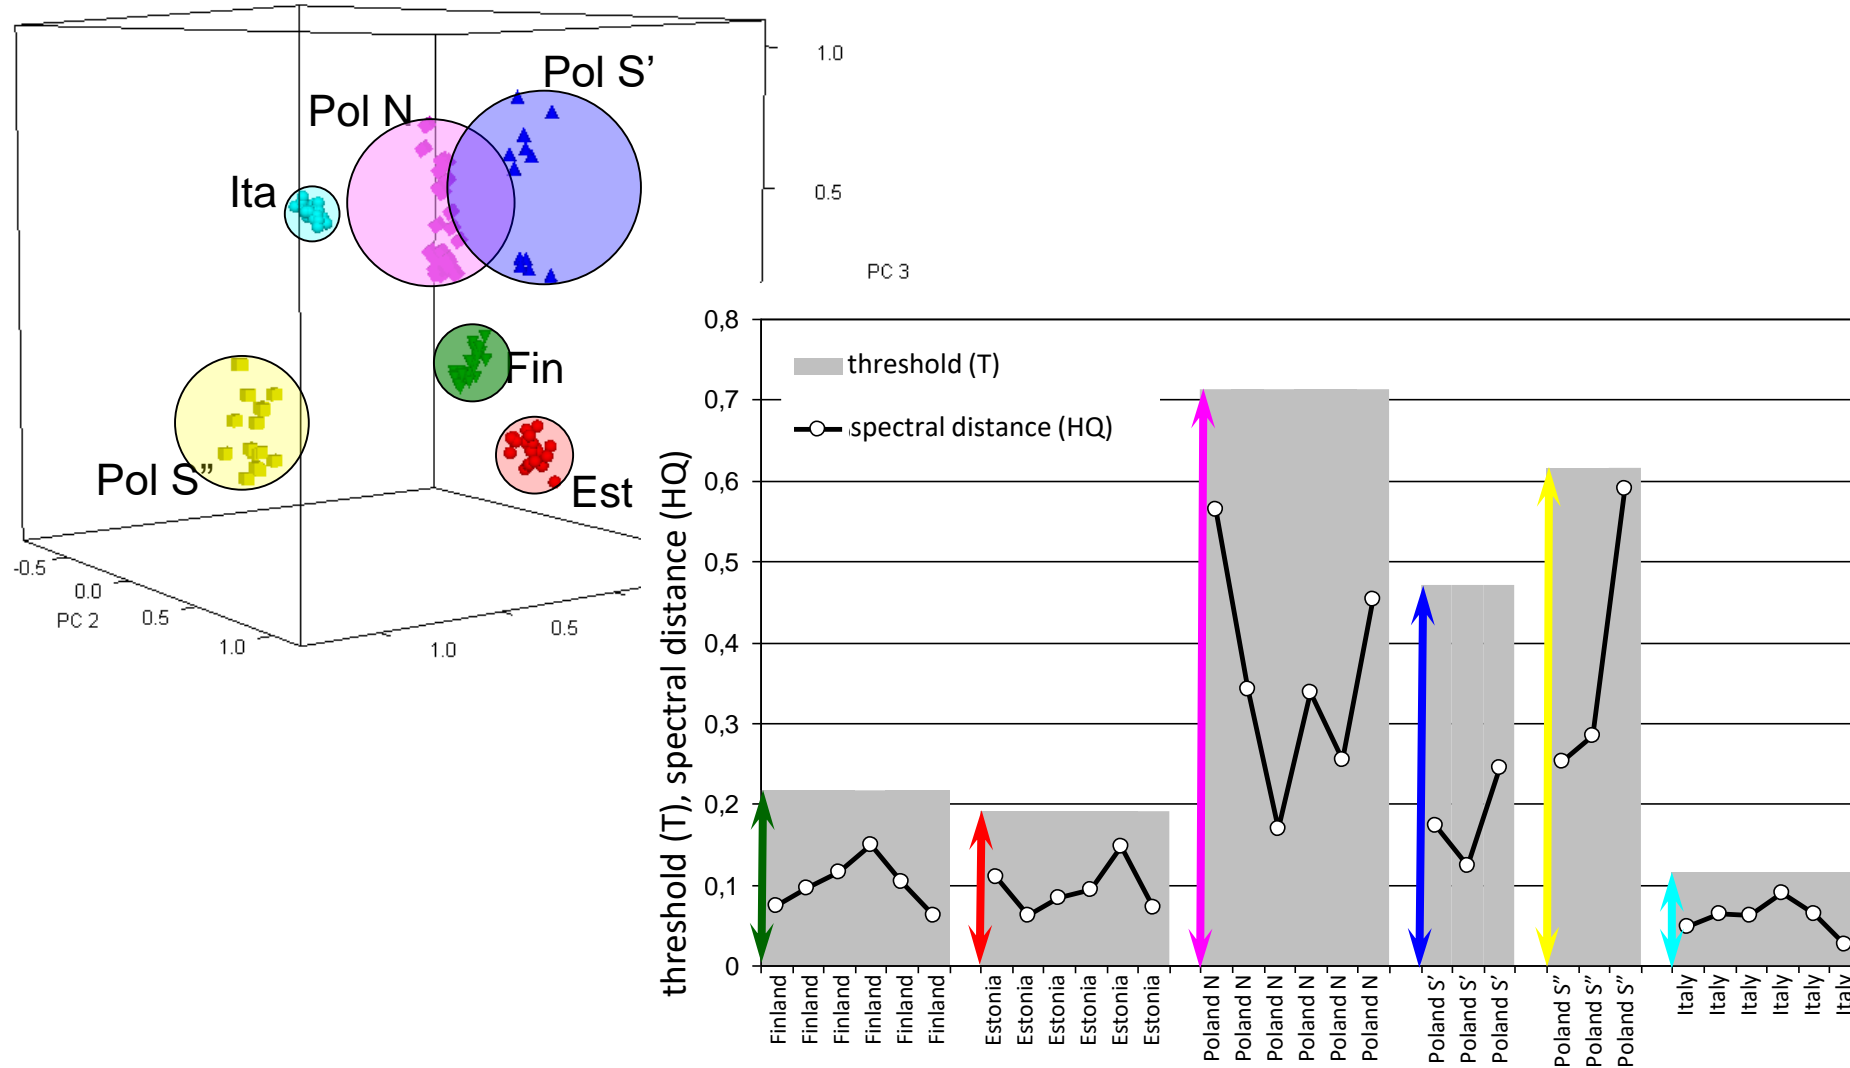 1.0
Pol S’
Pol N
Ita
0.5
PC 3
Fin
Pol S”
Est
-0.5
0.0
PC 2
0.5
1.0
1.0
0.5
threshold (T), spectral distance (HQ)
0,8
0,7
0,6
0,5
0,4
0,3
0,2
0,1
0
threshold (T)
spectral distance (HQ)
Finland
Finland
Finland
Finland
Finland
Finland
Estonia
Estonia
Estonia
Estonia
Estonia
Estonia
Poland N
Poland N
Poland N
Poland N
Poland N
Poland N
Poland S’
Poland S’
Poland S’
Poland S”
Poland S”
Poland S”
Italy
Italy
Italy
Italy
Italy
Italy